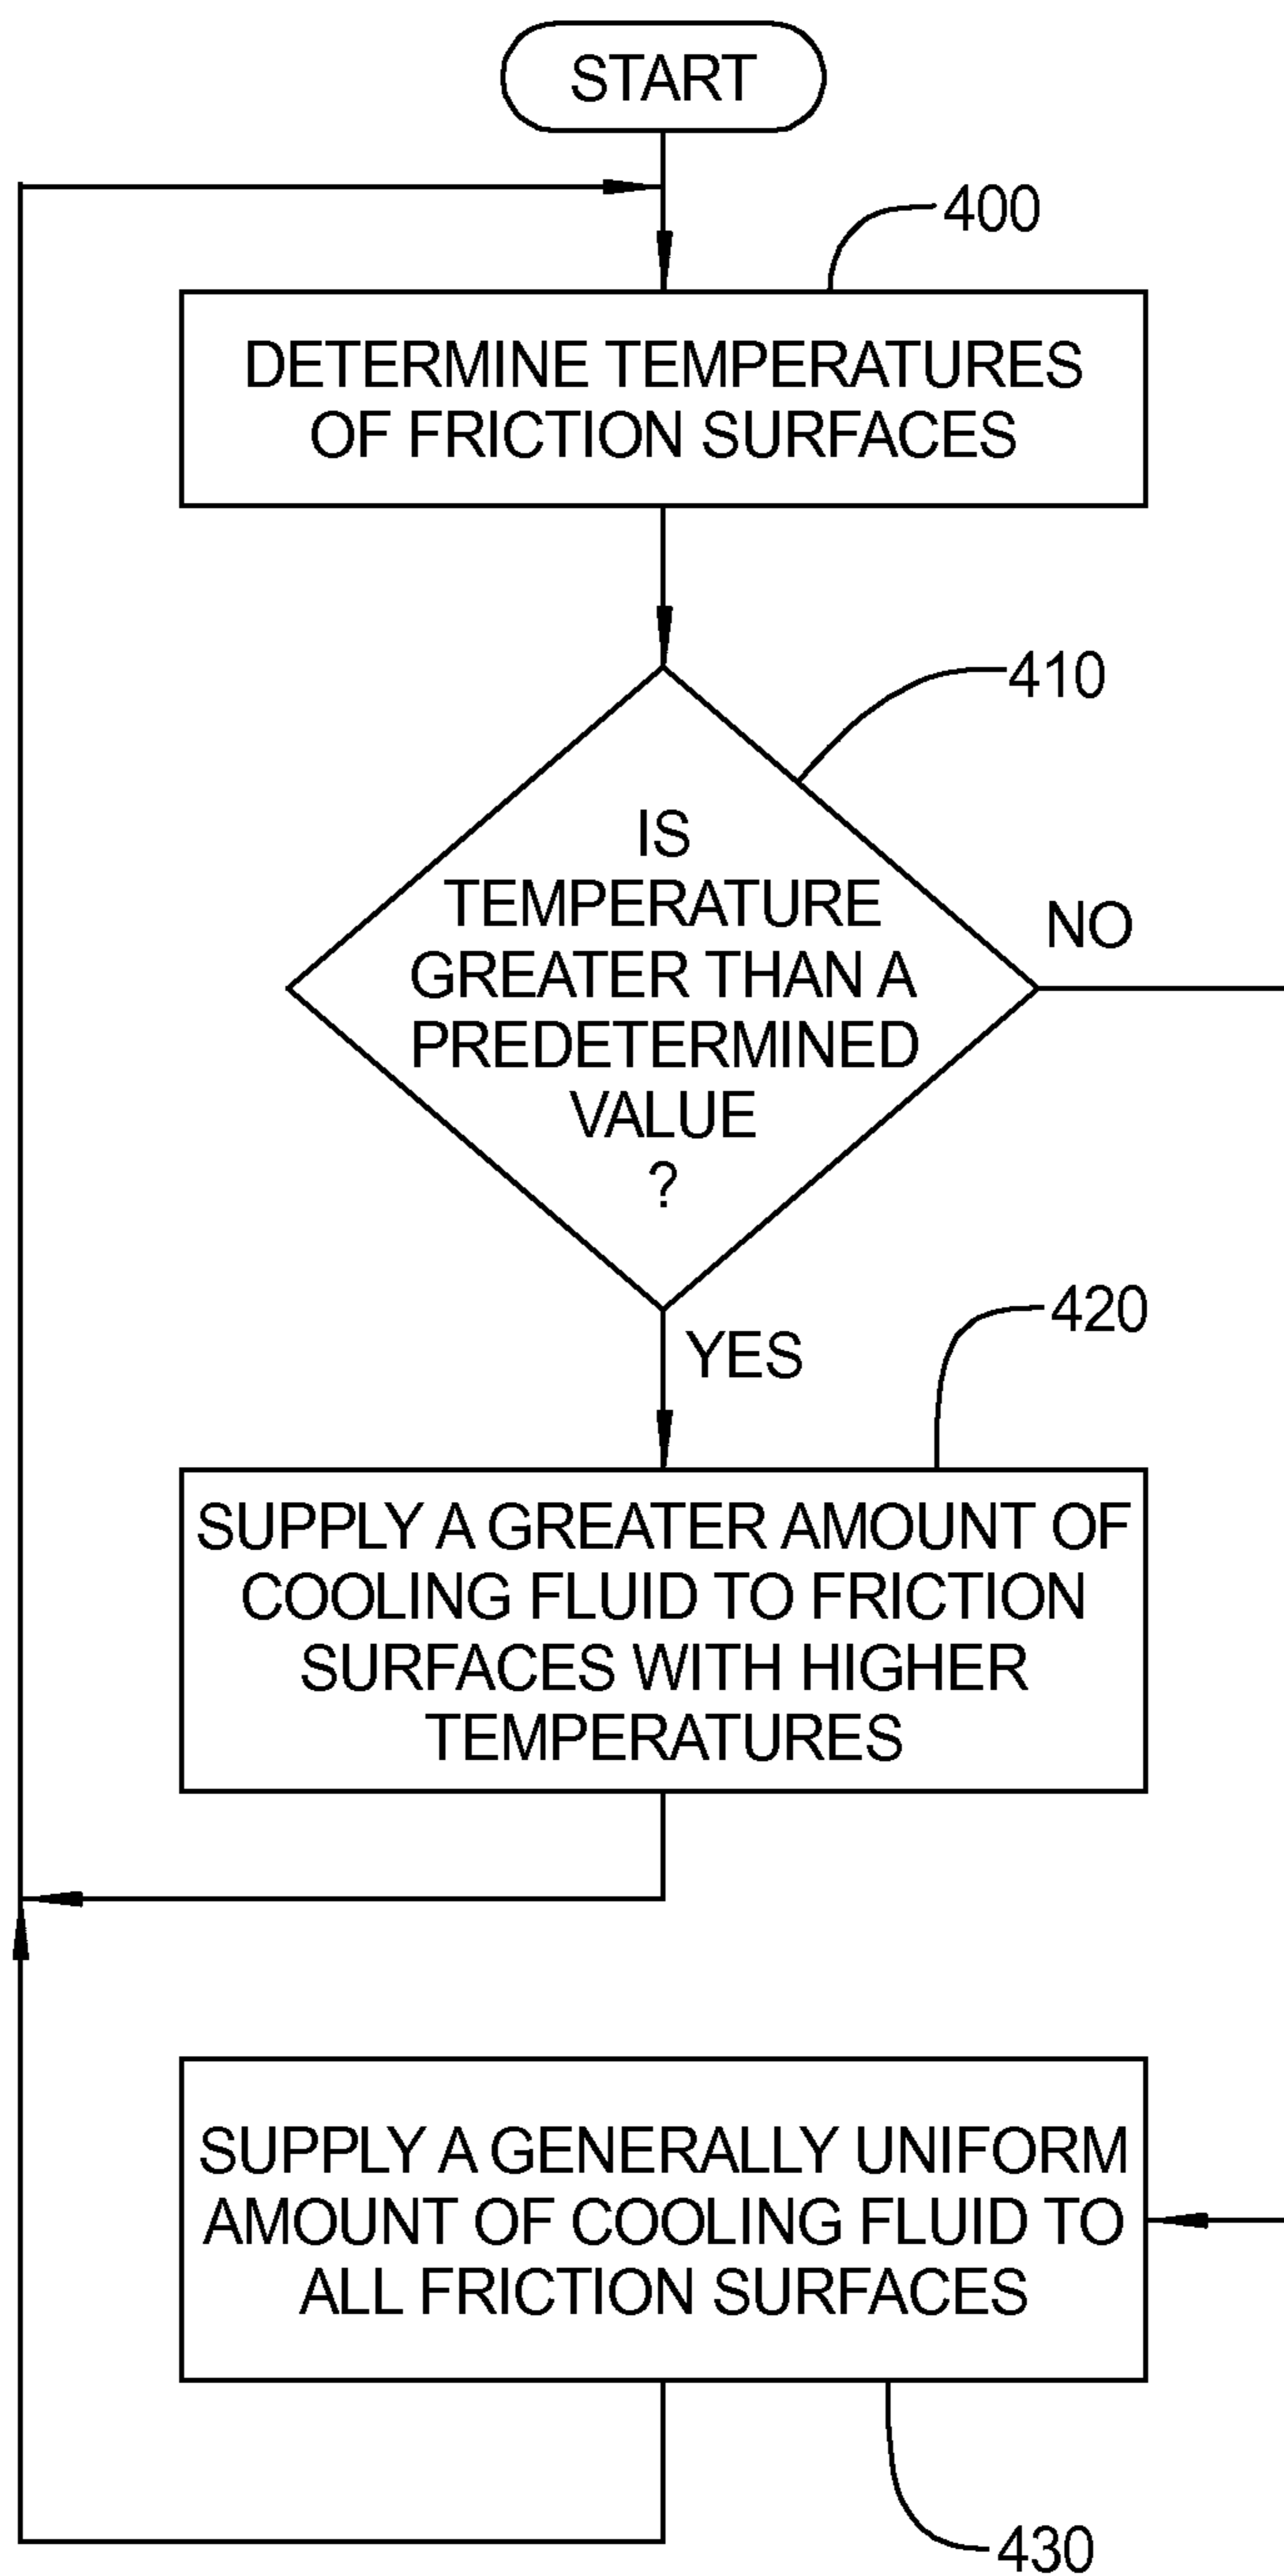 START
400
DETERMINE TEMPERATURES
OF FRICTION SURFACES
410
IS
TEMPERATURE
GREATER THAN A
PREDETERMINED
VALUE
?
NO
YES
420
SUPPLY A GREATER AMOUNT OF
COOLING FLUID TO FRICTION
SURFACES WITH HIGHER
TEMPERATURES
SUPPLY A GENERALLY UNIFORM
AMOUNT OF COOLING FLUID TO
ALL FRICTION SURFACES
430